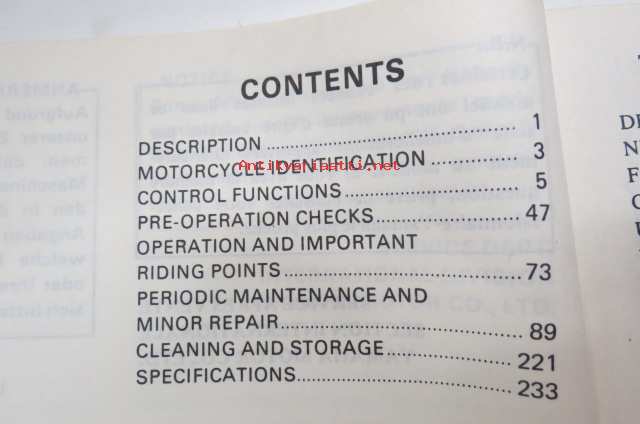 CONTENTS
DESCRIPTION 1
MOTORCYCLE IDENTIFICATION 3
CONTROL FUNCTIONS 5
PRE-OPERATION CHECKS 47
OPERATION AND IMPORTANT
RIDING POINTS 73
PERIODIC MAINTENANCE AND
MINOR REPAIR 89
CLEANING AND STORAGE 221
SPECIFICATIONS 233
Antikvariaatti.net